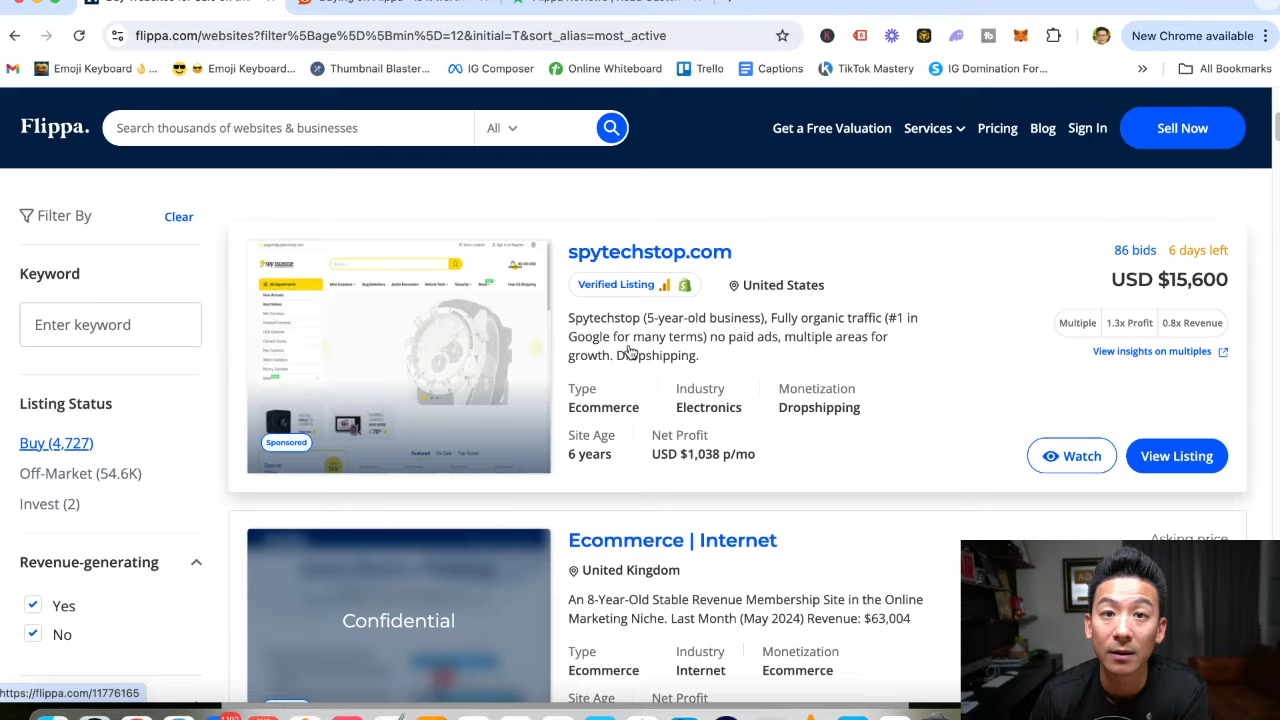 flippa.com/websites?filter%5Bage%5D%5Bmin%5D=12&initial=T&sort_alias=most_active
New Chrome available
Emoji Keyboard 👌 ...
Emoji Keyboard...
Thumbnail Blaster...
IG Composer
Online Whiteboard
Trello
Captions
TikTok Mastery
IG Domination For...
All Bookmarks
Flippa.
Search thousands of websites & businesses
All
Get a Free Valuation
Services
Pricing
Blog
Sign In
Sell Now
Filter By
Clear
Keyword
Enter keyword
Listing Status
Buy (4,727)
Off-Market (54.6K)
Invest (2)
Revenue-generating
Yes
No
https://flippa.com/11776165
Sponsored
spytechstop.com
Verified Listing
United States
Spytechstop (5-year-old business), Fully organic traffic (#1 in
Google for many terms) no paid ads, multiple areas for
growth. Dropshipping.
Type
Industry
Monetization
Ecommerce
Electronics
Dropshipping
Site Age
Net Profit
6 years
USD $1,038 p/mo
86 bids
6 days left
USD $15,600
Multiple
1.3x Profit
0.8x Revenue
View insights on multiples
Watch
View Listing
Confidential
Ecommerce | Internet
Asking price
United Kingdom
An 8-Year-Old Stable Revenue Membership Site in the Online
Marketing Niche. Last Month (May 2024) Revenue: $63,004
Type
Industry
Monetization
Ecommerce
Internet
Ecommerce
Site Age
Net Profit